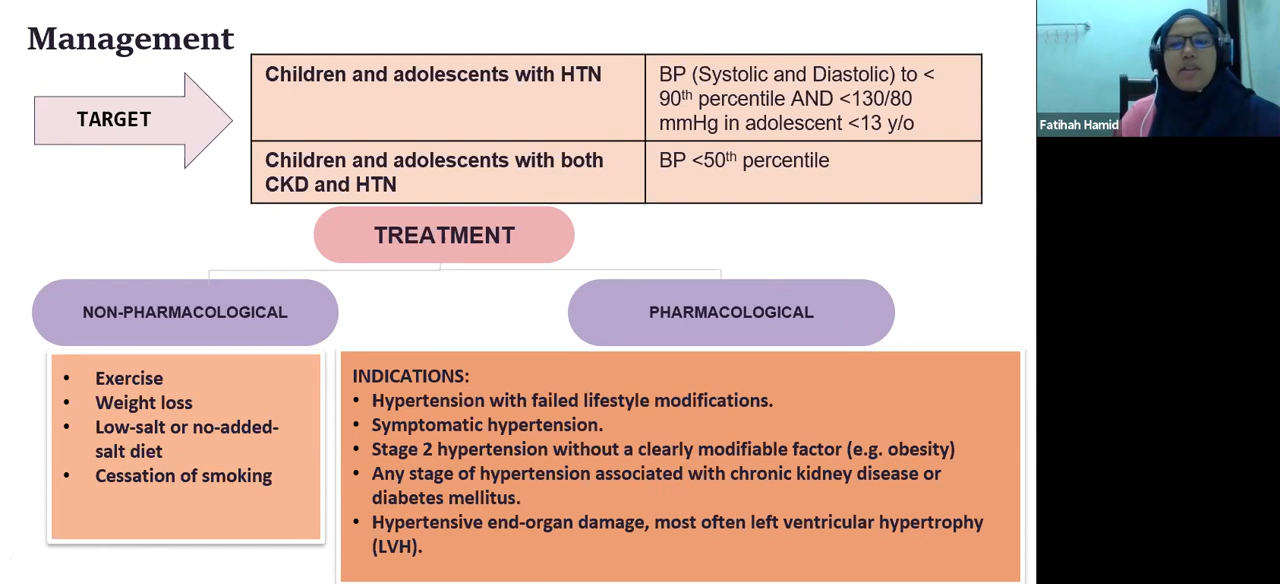 Management
TARGET
Children and adolescents with HTN
BP (Systolic and Diastolic) to <
90th percentile AND <130/80
mmHg in adolescent <13 y/o
Children and adolescents with both
CKD and HTN
BP <50th percentile
TREATMENT
NON-PHARMACOLOGICAL
• Exercise
• Weight loss
• Low-salt or no-added-
salt diet
• Cessation of smoking
PHARMACOLOGICAL
INDICATIONS:
• Hypertension with failed lifestyle modifications.
• Symptomatic hypertension.
• Stage 2 hypertension without a clearly modifiable factor (e.g. obesity)
• Any stage of hypertension associated with chronic kidney disease or
diabetes mellitus.
• Hypertensive end-organ damage, most often left ventricular hypertrophy
(LVH).
Fatihah Hamid